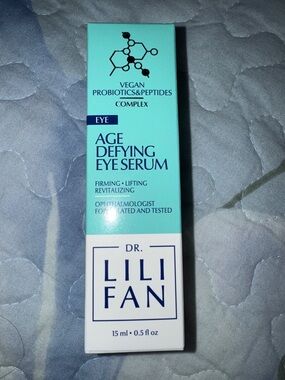 VEGAN
PROBIOTICS&PEPTIDES
COMPLEX
EYE
AGE
DEFYING
EYE SERUM
FIRMING • LIFTING
REVITALIZING
OPHTHALMOLOGIST
FORMULATED AND TESTED
DR.
LILI
FAN
15 ml • 0.5 fl oz